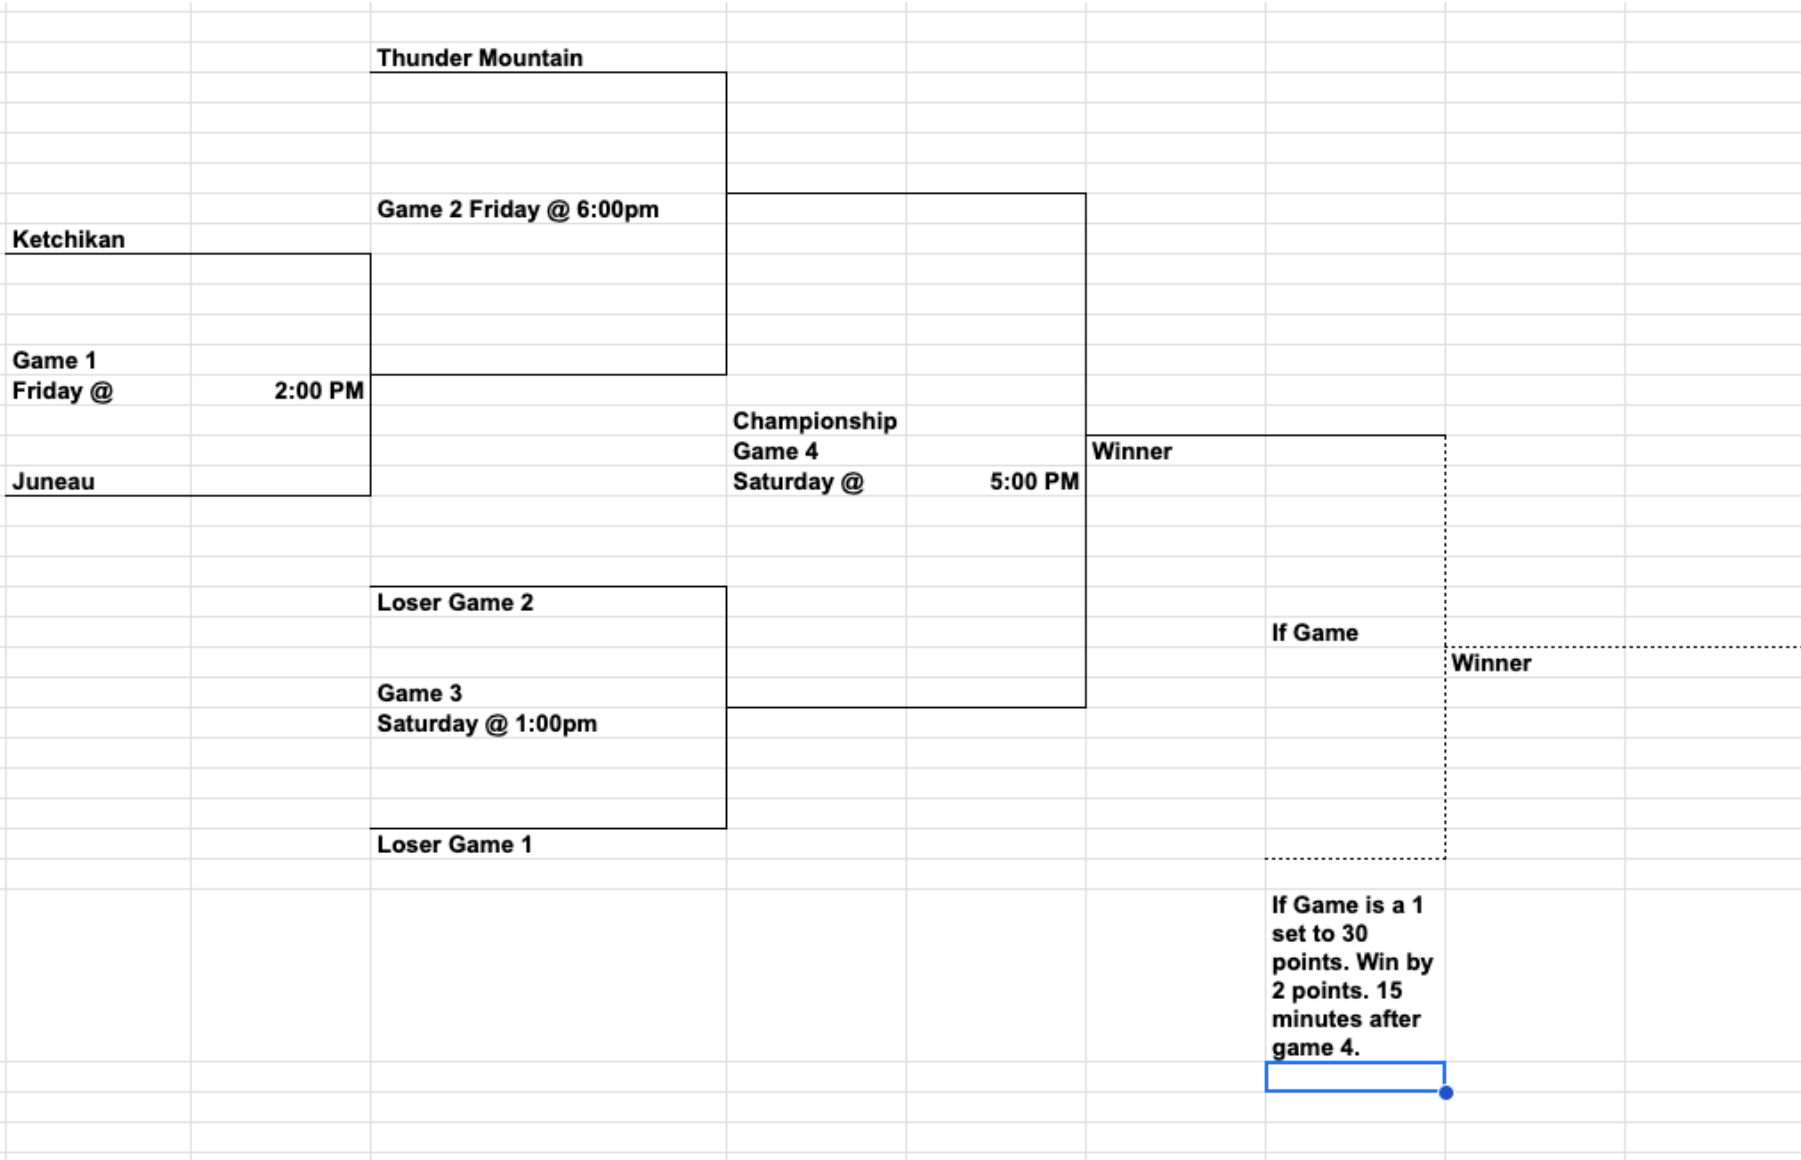 Thunder Mountain
Game 2 Friday @ 6:00pm
Ketchikan
Game 1
Friday @ 2:00 PM
Juneau
Championship
Game 4
Saturday @ 5:00 PM
Winner
Loser Game 2
Game 3
Saturday @ 1:00pm
Loser Game 1
If Game
Winner
If Game is a 1
set to 30
points. Win by
2 points. 15
minutes after
game 4.